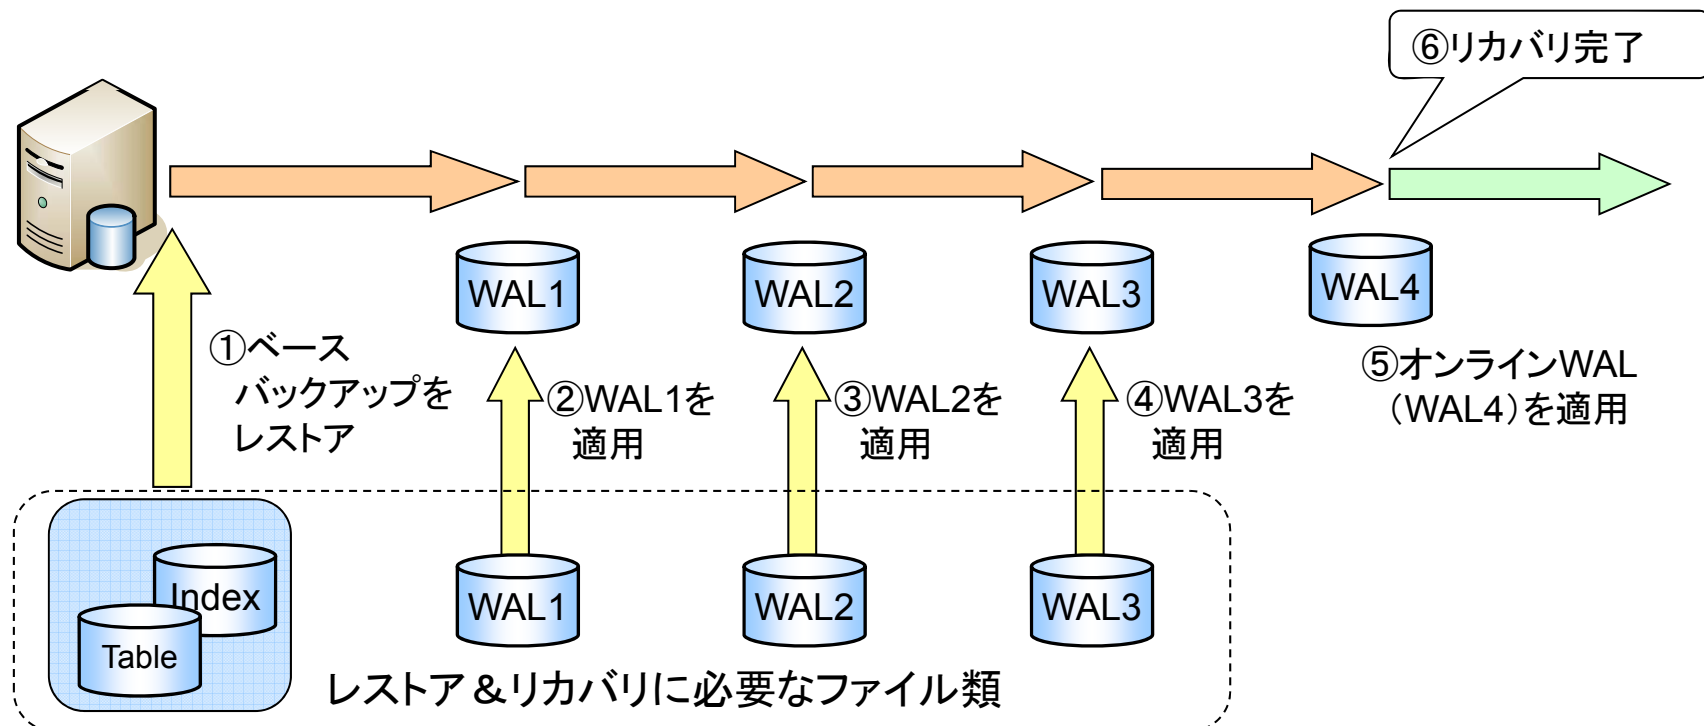 ⑥リカバリ完了
WAL1
WAL2
WAL3
WAL4
①ベース
バックアップを
レストア
②WAL1を
適用
③WAL2を
適用
④WAL3を
適用
⑤オンラインWAL
（WAL4）を適用
Index
Table
WAL1
WAL2
WAL3
レストア＆リカバリに必要なファイル類